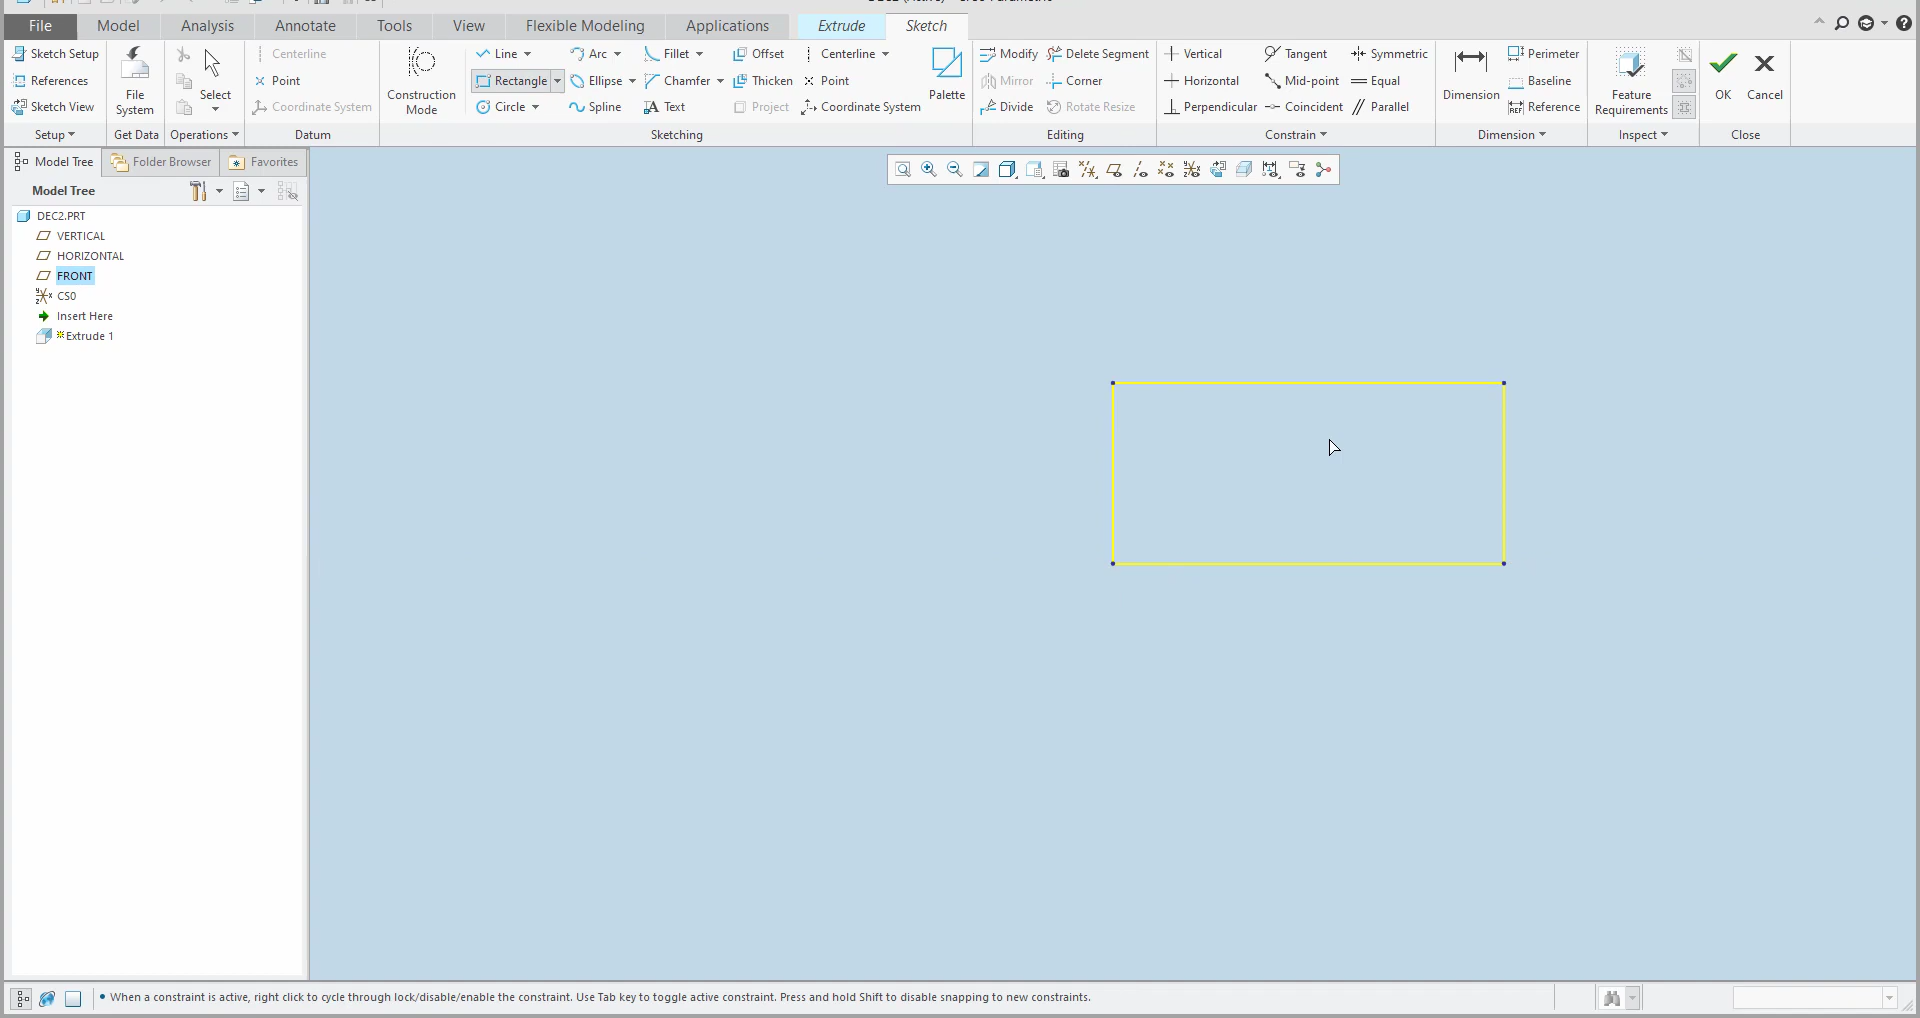 File Model Analysis Annotate Tools View Flexible Modeling Applications Extrude Sketch
Sketch Setup Centerline Line Arc Fillet Offset Centerline Modify Delete Segment Vertical Tangent Symmetric Perimeter
References Point Rectangle Ellipse Chamfer Thicken Point Mirror Corner Horizontal Mid-point Equal Baseline
File System Select Construction Mode Palette Dimension Feature Requirements OK Cancel
Sketch View Coordinate System Circle Spline Text Project Coordinate System Divide Rotate Resize Perpendicular Coincident Parallel Reference
Setup Get Data Operations Datum Sketching Editing Constrain Dimension Inspect Close
Model Tree Folder Browser Favorites
Model Tree
DEC2.PRT
VERTICAL
HORIZONTAL
FRONT
CS0
Insert Here
Extrude 1
When a constraint is active, right click to cycle through lock/disable/enable the constraint. Use Tab key to toggle active constraint. Press and hold Shift to disable snapping to new constraints.